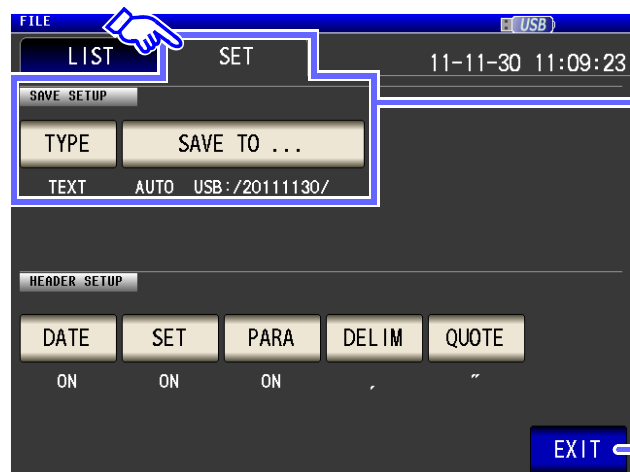 FILE USB
LIST SET 11-11-30 11:09:23
SAVE SETUP
TYPE SAVE TO ...
TEXT AUTO USB:/20111130/
HEADER SETUP
DATE SET PARA DELIM QUOTE
ON ON ON , "
EXIT